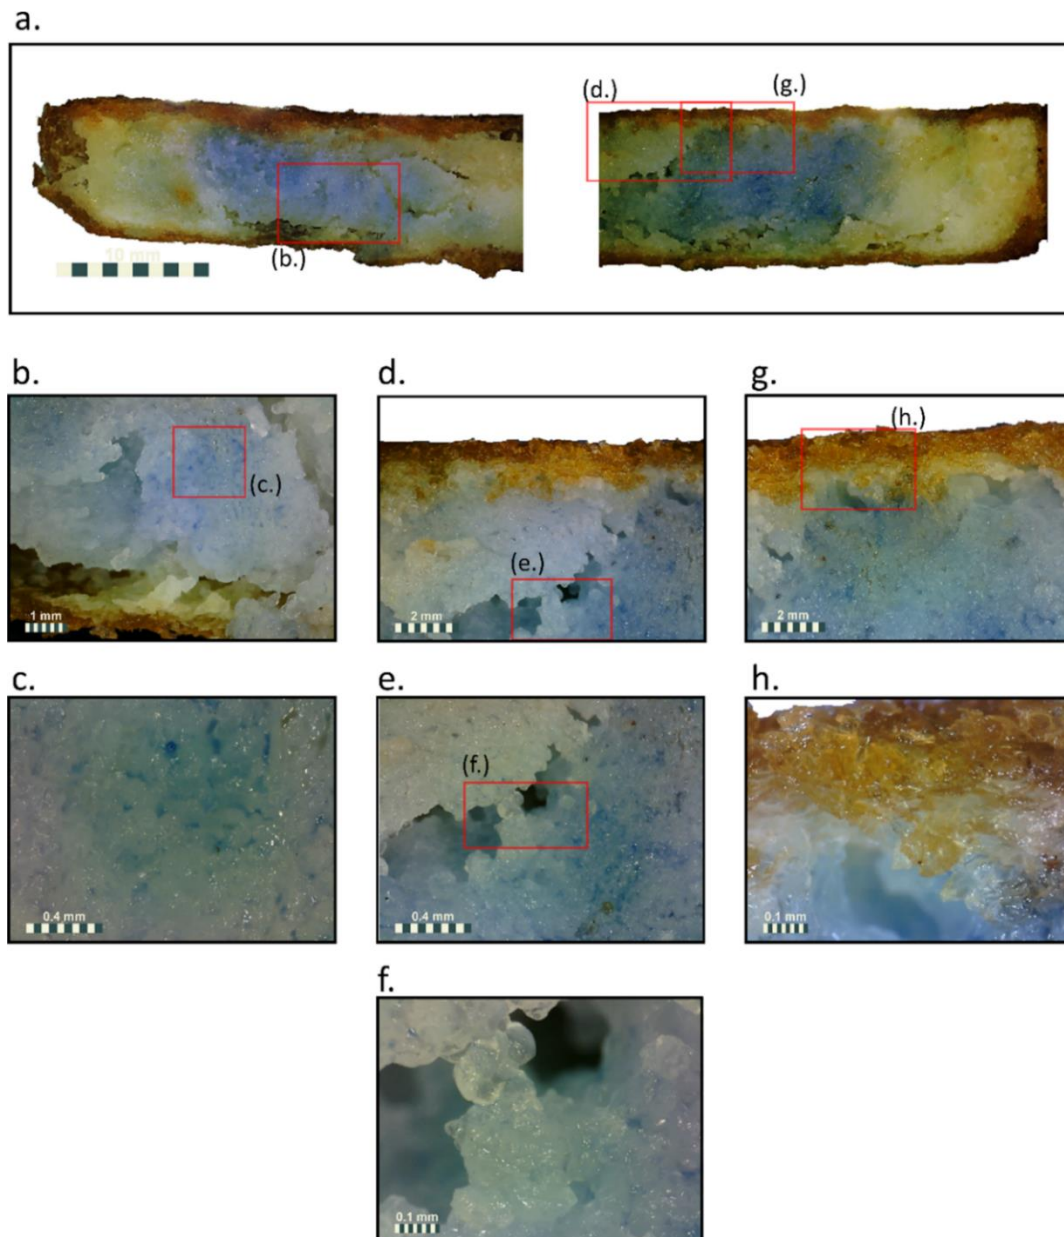 a.
(d.)
(g.)
(b.)
10 mm
b.
d.
g.
(c.)
1 mm
(e.)
2 mm
(h.)
2 mm
c.
e.
h.
0.4 mm
(f.)
0.4 mm
0.1 mm
f.
0.1 mm